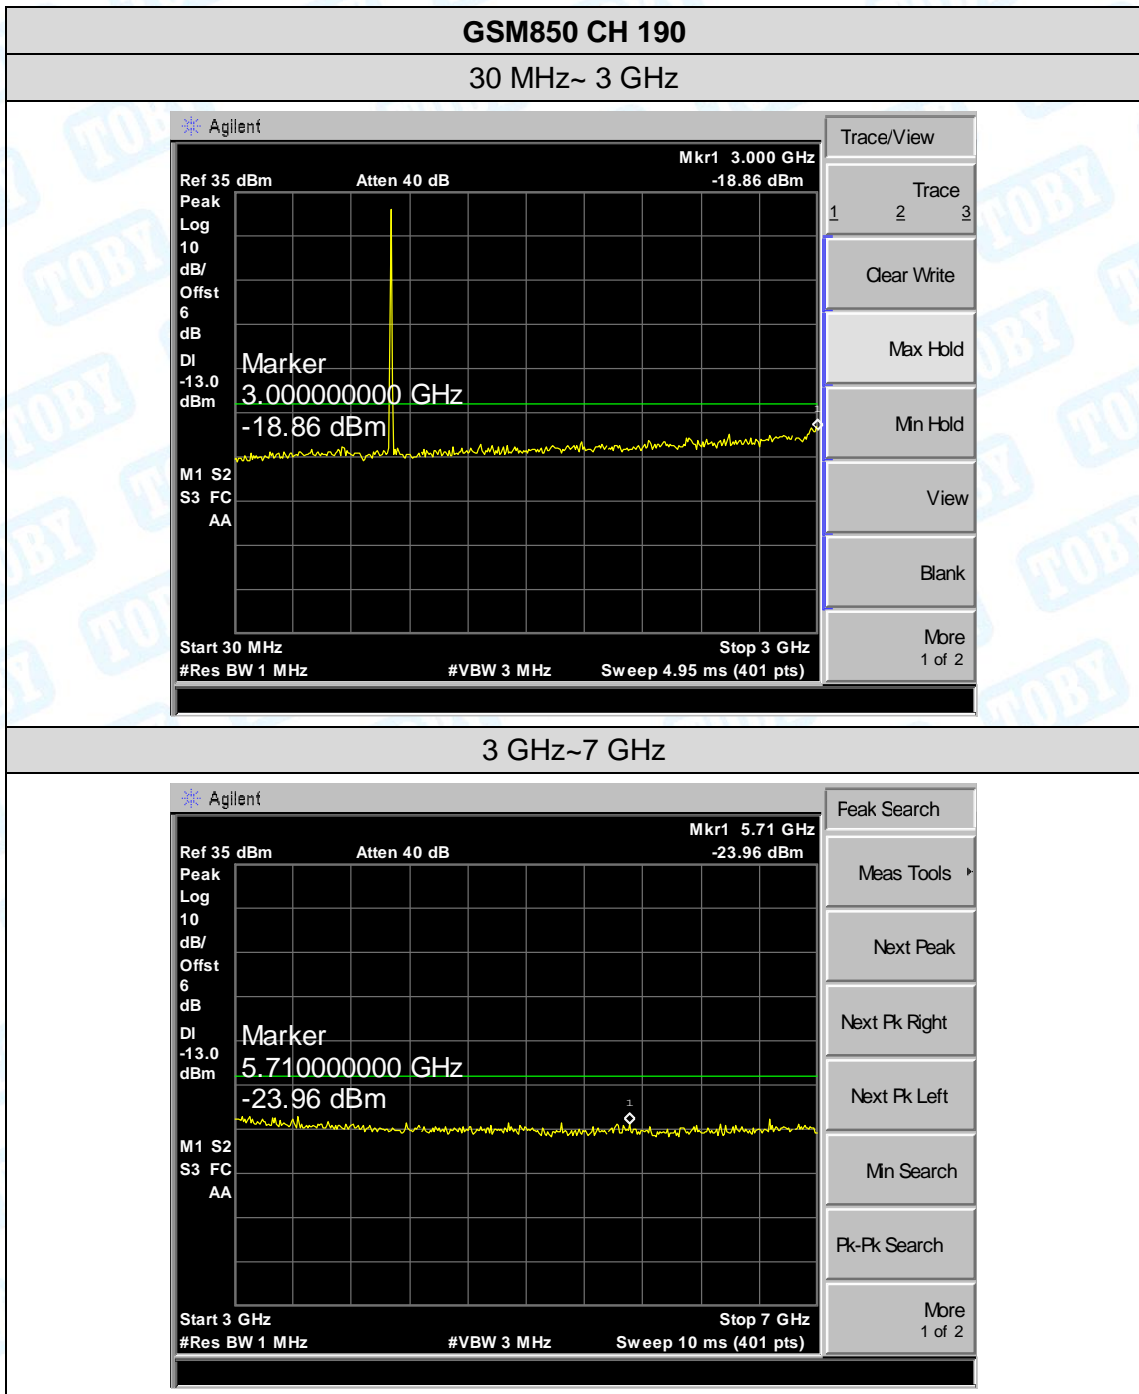 GSM850 CH 190
30 MHz~ 3 GHz
Agilent
Trace/View
Mkr1 3.000 GHz
Ref 35 dBm Atten 40 dB -18.86 dBm
Peak
Log
10
dB/
Offst
6
dB
DI
-13.0
dBm
Marker
3.000000000 GHz
-18.86 dBm
1
M1 S2
S3 FC
AA
Start 30 MHz Stop 3 GHz
#Res BW 1 MHz #VBW 3 MHz Sweep 4.95 ms (401 pts)
Trace
1 2 3
Clear Write
Max Hold
Min Hold
View
Blank
More
1 of 2
3 GHz~7 GHz
Agilent
Peak Search
Mkr1 5.71 GHz
Ref 35 dBm Atten 40 dB -23.96 dBm
Peak
Log
10
dB/
Offst
6
dB
DI
-13.0
dBm
Marker
5.710000000 GHz
-23.96 dBm
1
M1 S2
S3 FC
AA
Start 3 GHz Stop 7 GHz
#Res BW 1 MHz #VBW 3 MHz Sweep 10 ms (401 pts)
Meas Tools
Next Peak
Next Pk Right
Next Pk Left
Min Search
Pk-Pk Search
More
1 of 2
TOBY